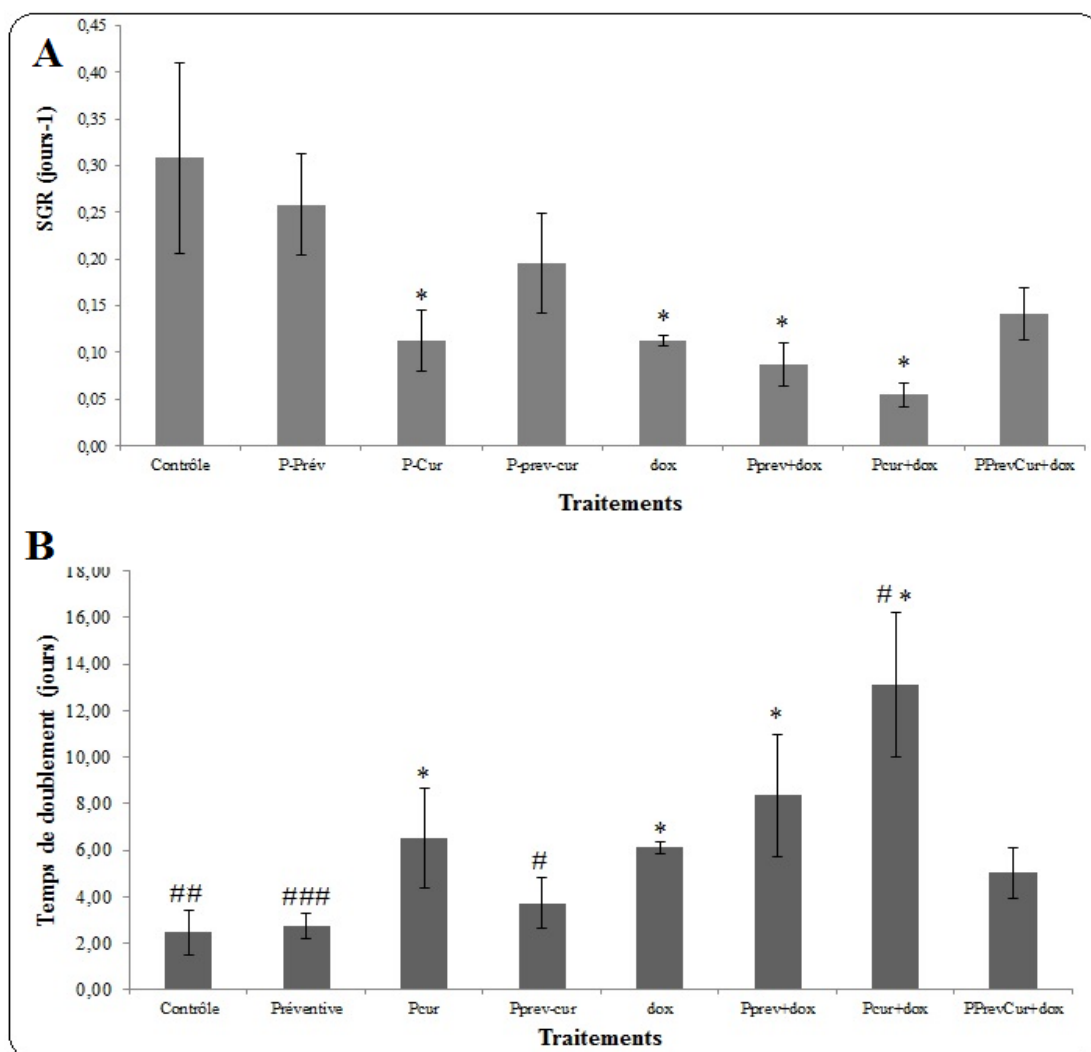 A
0,45
0,40
0,35
0,30
0,25
0,20
0,15
0,10
0,05
0,00
SGR (jours-1)
* * * *
Contrôle P-Prév P-Cur P-prev-cur dox Pprev+dox Pcur+dox PPrevCur+dox
Traitements
B
18,00
16,00
14,00
12,00
10,00
8,00
6,00
4,00
2,00
0,00
Temps de doublement (jours)
## ### * # * * # *
Contrôle Préventive Pcur Pprev-cur dox Pprev+dox Pcur+dox PPrevCur+dox
Traitements